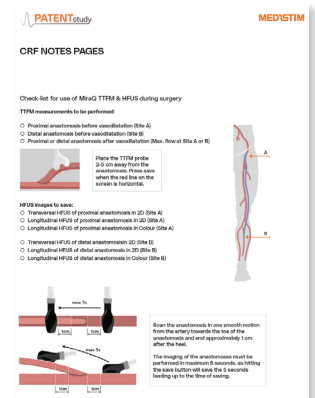 PATENTstudy
MEDISTIM
CRF NOTES PAGES
Check-list for use of MiraQ TTFM & HFUS during surgery
TTFM measurements to be performed:
Proximal anastomosis before vasodilatation (Site A)
Distal anastomosis before vasodilatation (Site B)
Proximal or distal anastomosis after vasodilatation (Max. flow at Site A or B)
Place the TTFM probe
2-5 cm away from the
anastomosis. Press save
when the red line on the
screen is horizontal.
A
HFUS images to save:
Transversal HFUS of proximal anastomosis in 2D (Site A)
Longitudinal HFUS of proximal anastomosis in 2D (Site A)
Longitudinal HFUS of proximal anastomosis in Colour (Site A)
B
Transversal HFUS of distal anastomosisin 2D (Site B)
Longitudinal HFUS of distal anastomosis in 2D (Site B)
Longitudinal HFUS of distal anastomosis in Colour (Site B)
max 5s
1cm
1cm
max 5s
1cm
1cm
Scan the anastomosis in one smooth motion
from the artery towards the toe of the
anastomosis and and approximately 1 cm
after the heel.
The imaging of the anastomoses must be
performed in maximum 5 seconds, as hitting
the save button will save the 5 seconds
leading up to the time of saving.